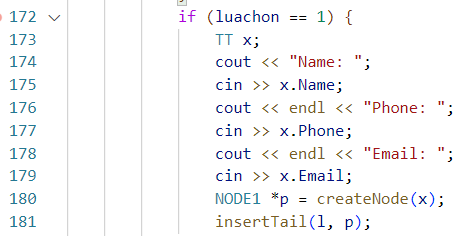 172 if (luachon == 1) {
173 TT x;
174 cout << "Name: ";
175 cin >> x.Name;
176 cout << endl << "Phone: ";
177 cin >> x.Phone;
178 cout << endl << "Email: ";
179 cin >> x.Email;
180 NODE1 *p = createNode(x);
181 insertTail(l, p);